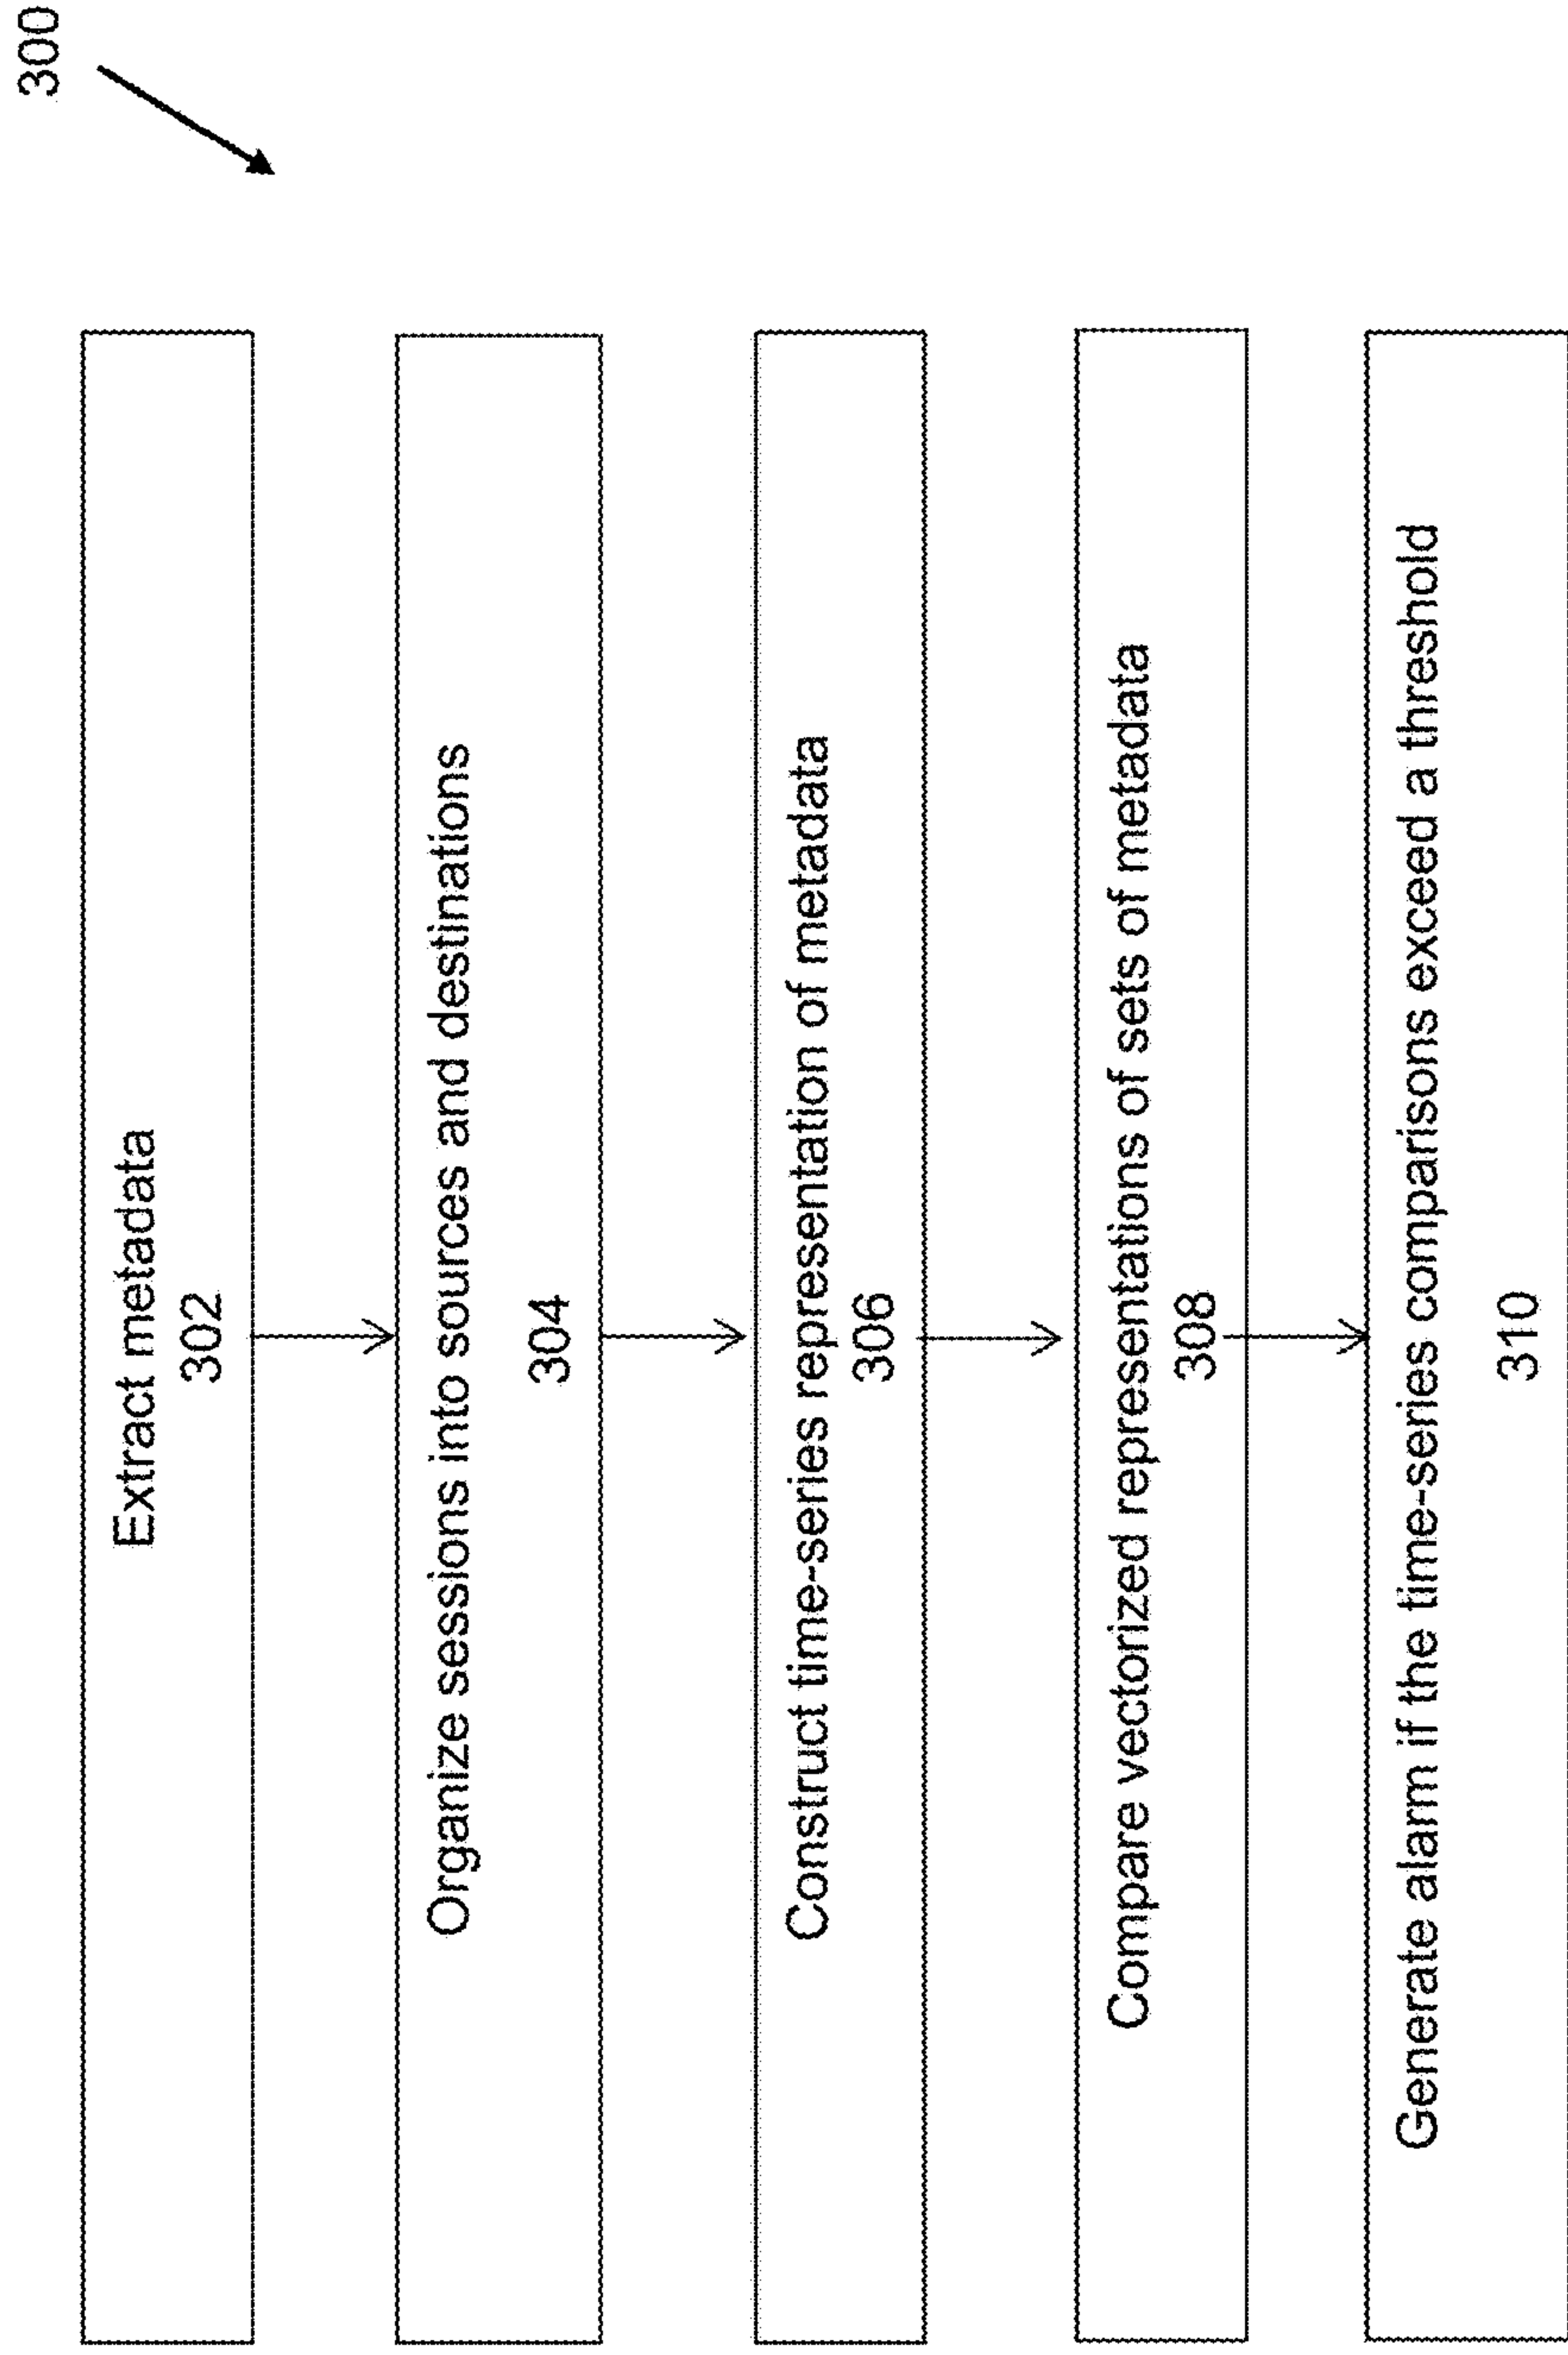 300
Extract metadata
302
Organize sessions into sources and destinations
304
Construct time-series representation of metadata
306
Compare vectorized representations of sets of metadata
308
Generate alarm if the time-series comparisons exceed a threshold
310